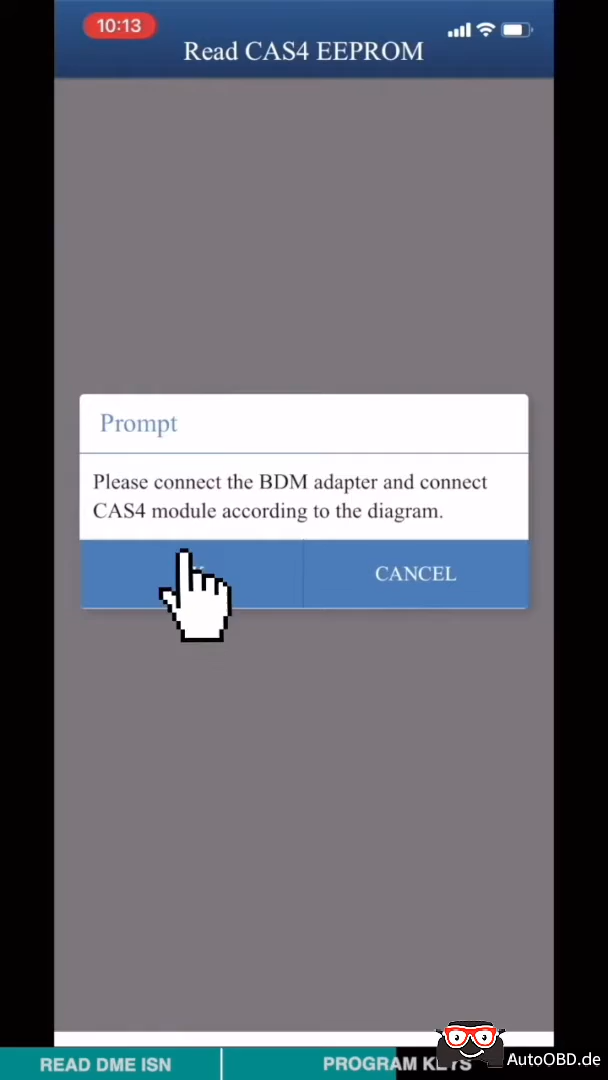 10:13
Read CAS4 EEPROM
Prompt
Please connect the BDM adapter and connect
CAS4 module according to the diagram.
CANCEL
READ DME ISN
PROGRAM KEYS
AutoOBD.de